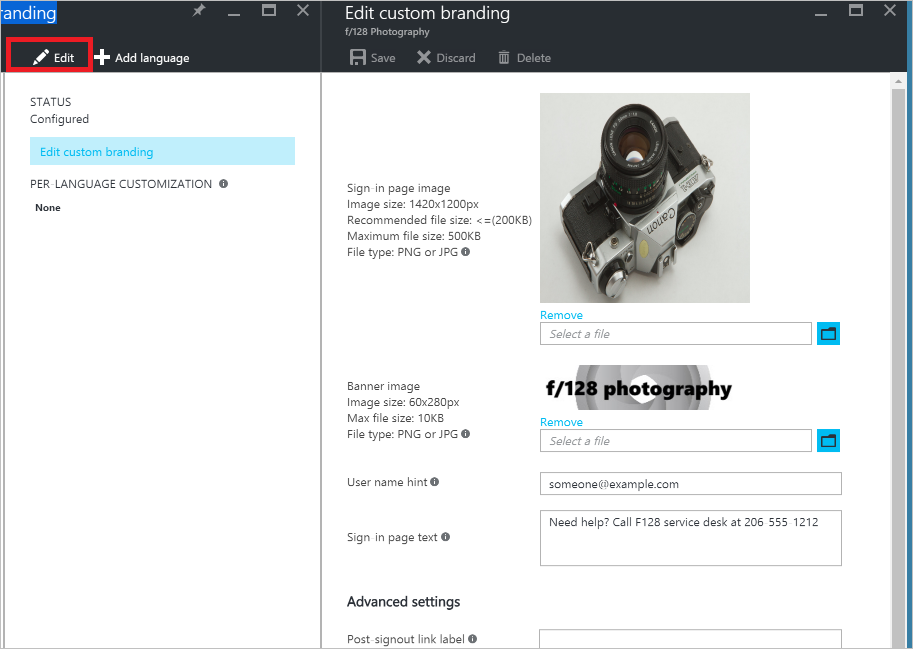 randing
Edit
Add language
STATUS
Configured
Edit custom branding
PER-LANGUAGE CUSTOMIZATION
None
Edit custom branding
f/128 Photography
Save
Discard
Delete
Sign-in page image
Image size: 1420x1200px
Recommended file size: <=(200KB)
Maximum file size: 500KB
File type: PNG or JPG
Canon
Remove
Select a file
Banner image
Image size: 60x280px
Max file size: 10KB
File type: PNG or JPG
f/128 photography
Remove
Select a file
User name hint
someone@example.com
Sign-in page text
Need help? Call F128 service desk at 206-555-1212
Advanced settings
Post-signout link label